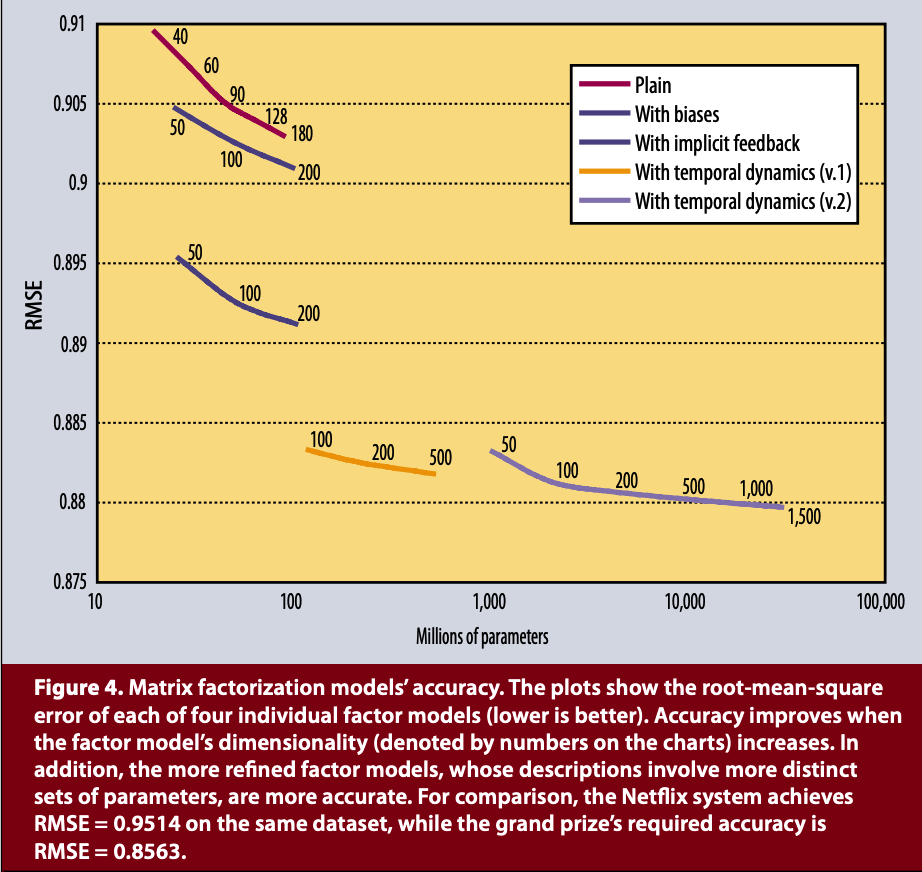 0.91
40
60
90
128
180
0.905
50
100
200
0.9
Plain
With biases
With implicit feedback
With temporal dynamics (v.1)
With temporal dynamics (v.2)
0.895
50
100
200
RMSE
0.89
0.885
100
200
500
50
100
200
500
1,000
1,500
0.88
0.875
10
100
1,000
10,000
100,000
Millions of parameters
Figure 4. Matrix factorization models’ accuracy. The plots show the root-mean-square
error of each of four individual factor models (lower is better). Accuracy improves when
the factor model’s dimensionality (denoted by numbers on the charts) increases. In
addition, the more refined factor models, whose descriptions involve more distinct
sets of parameters, are more accurate. For comparison, the Netflix system achieves
RMSE = 0.9514 on the same dataset, while the grand prize’s required accuracy is
RMSE = 0.8563.